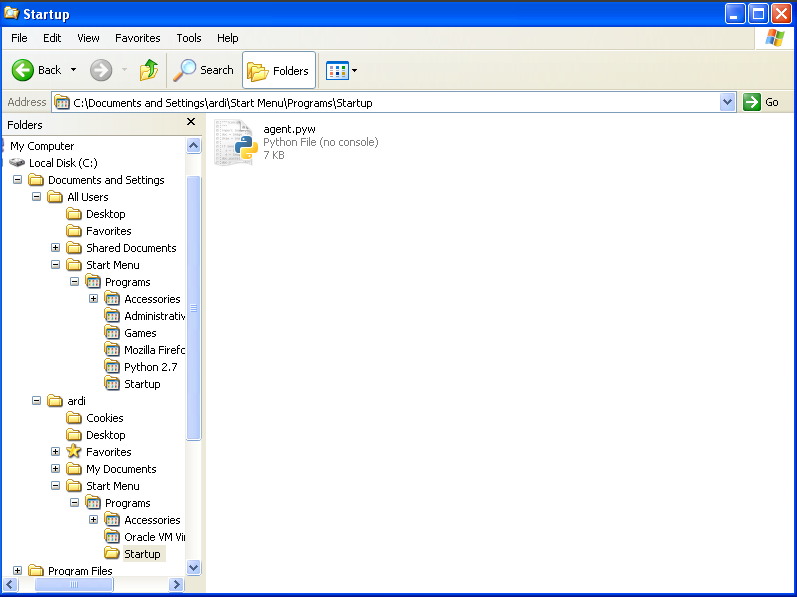 Startup
File Edit View Favorites Tools Help
Back Search Folders
Address C:\Documents and Settings\ardi\Start Menu\Programs\Startup Go
Folders
My Computer
Local Disk (C:)
Documents and Settings
All Users
Desktop
Favorites
Shared Documents
Start Menu
Programs
Accessories
Administrativ
Games
Mozilla Firefo
Python 2.7
Startup
ardi
Cookies
Desktop
Favorites
My Documents
Start Menu
Programs
Accessories
Oracle VM Vi
Startup
Program Files
agent.pyw
Python File (no console)
7 KB